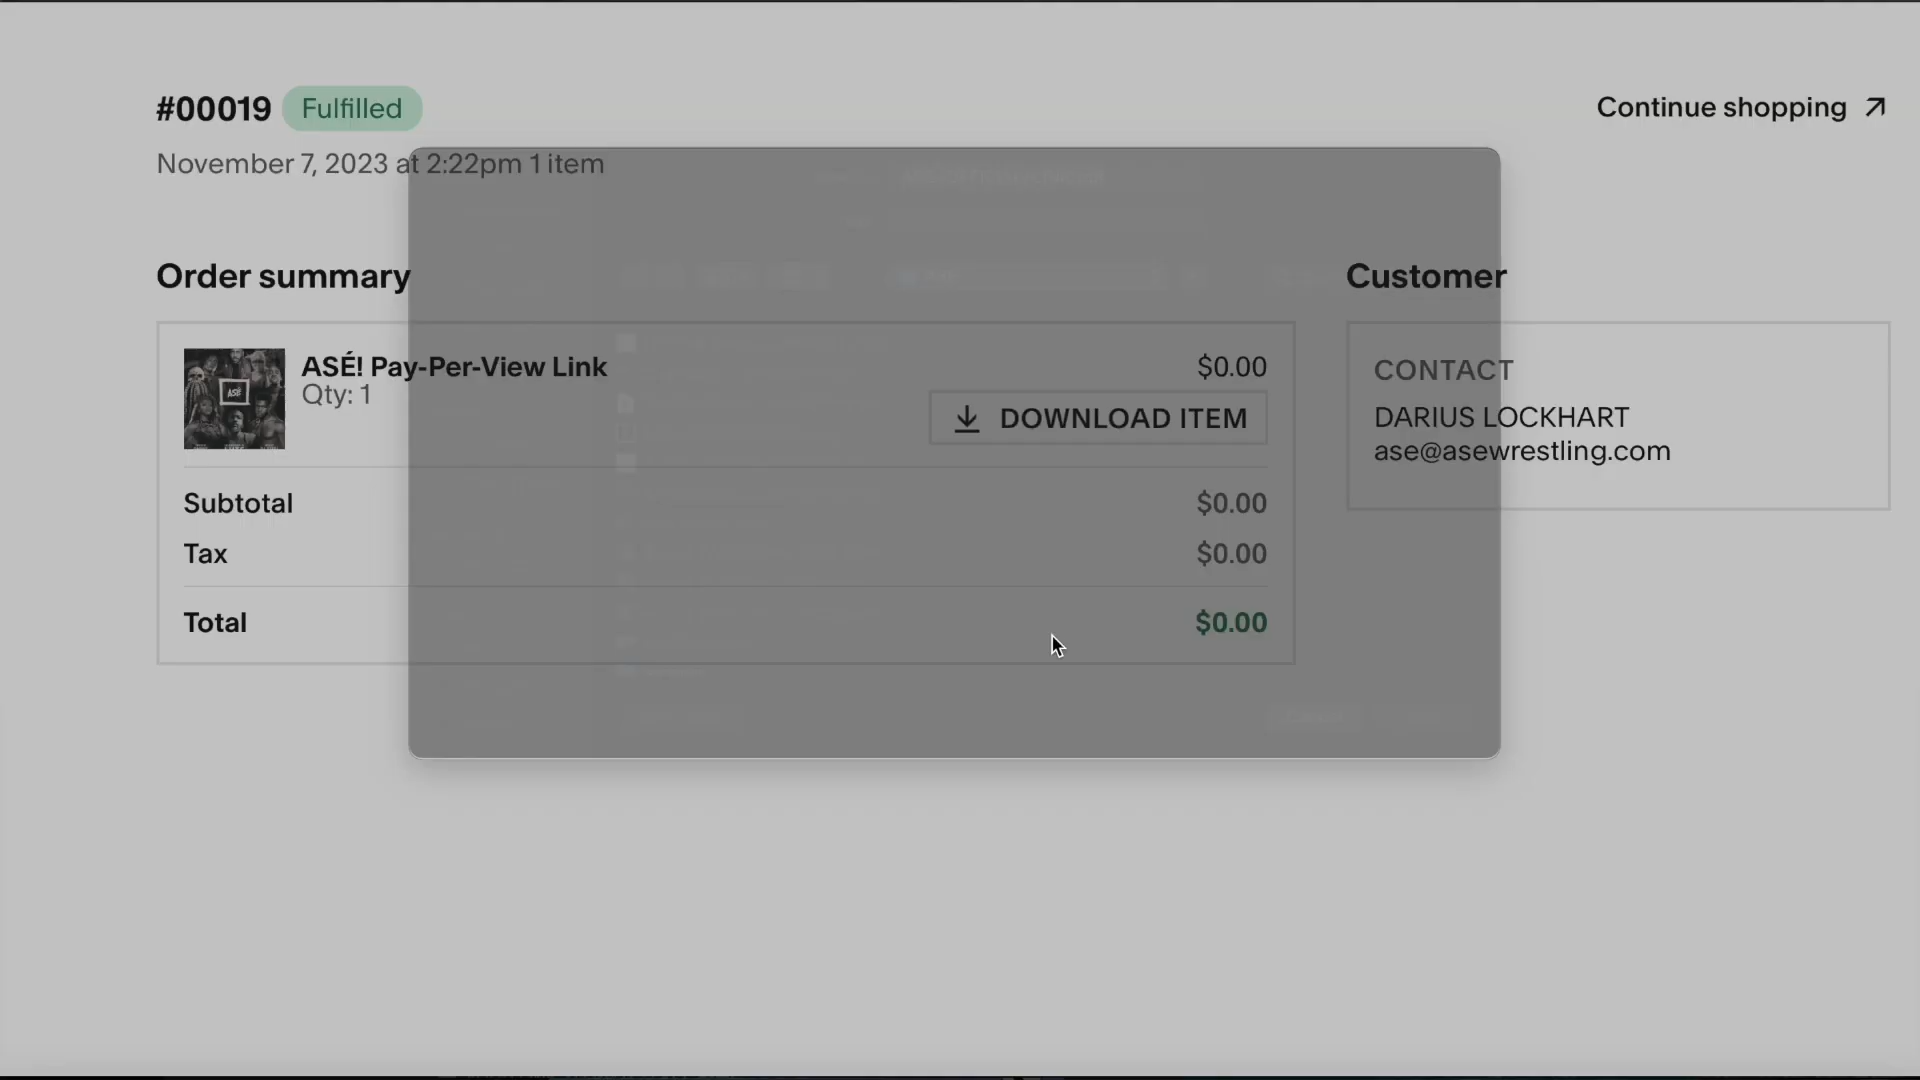 #00019 Fulfilled
Continue shopping
November 7, 2023 at 2:22pm 1 item
Order summary
Customer
ASÉ! Pay-Per-View Link
$0.00
Qty: 1
DOWNLOAD ITEM
CONTACT
DARIUS LOCKHART
ase@asewrestling.com
Subtotal
$0.00
Tax
$0.00
Total
$0.00
ASÉ